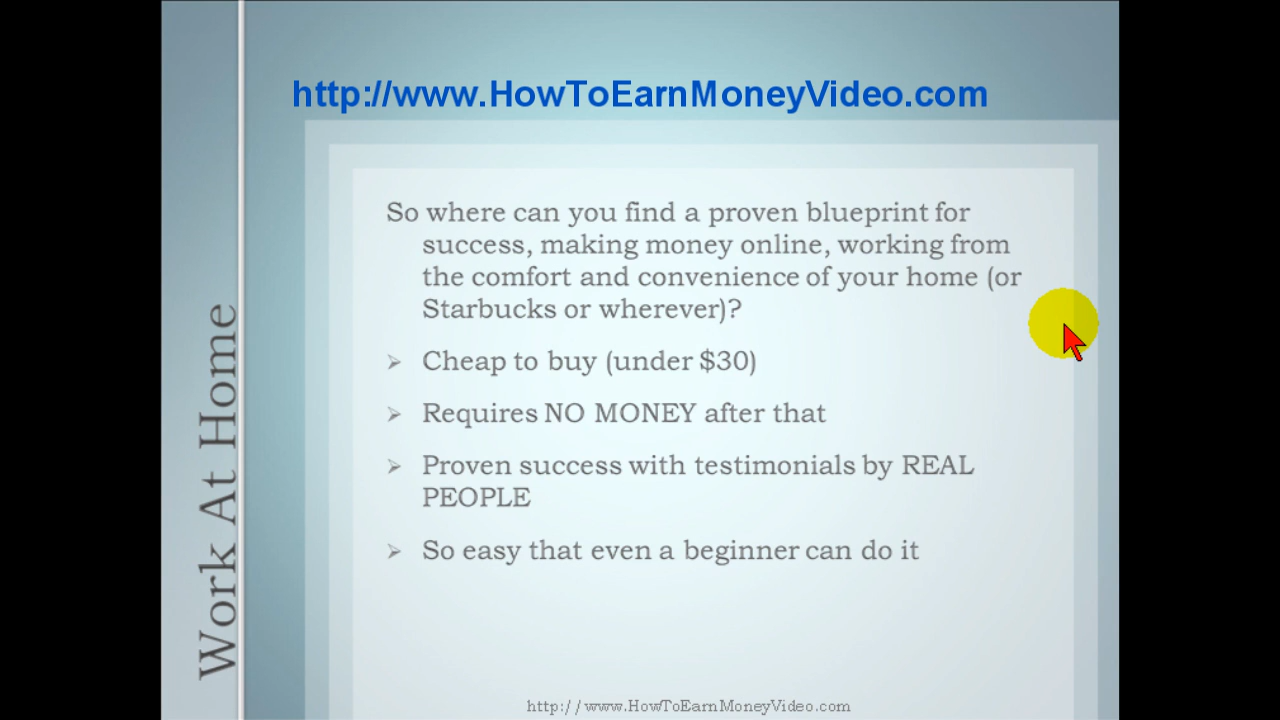 http://www.HowToEarnMoneyVideo.com
So where can you find a proven blueprint for
success, making money online, working from
the comfort and convenience of your home (or
Starbucks or wherever)?
Cheap to buy (under $30)
Requires NO MONEY after that
Proven success with testimonials by REAL
PEOPLE
So easy that even a beginner can do it
Work At Home
http://www.HowToEarnMoneyVideo.com